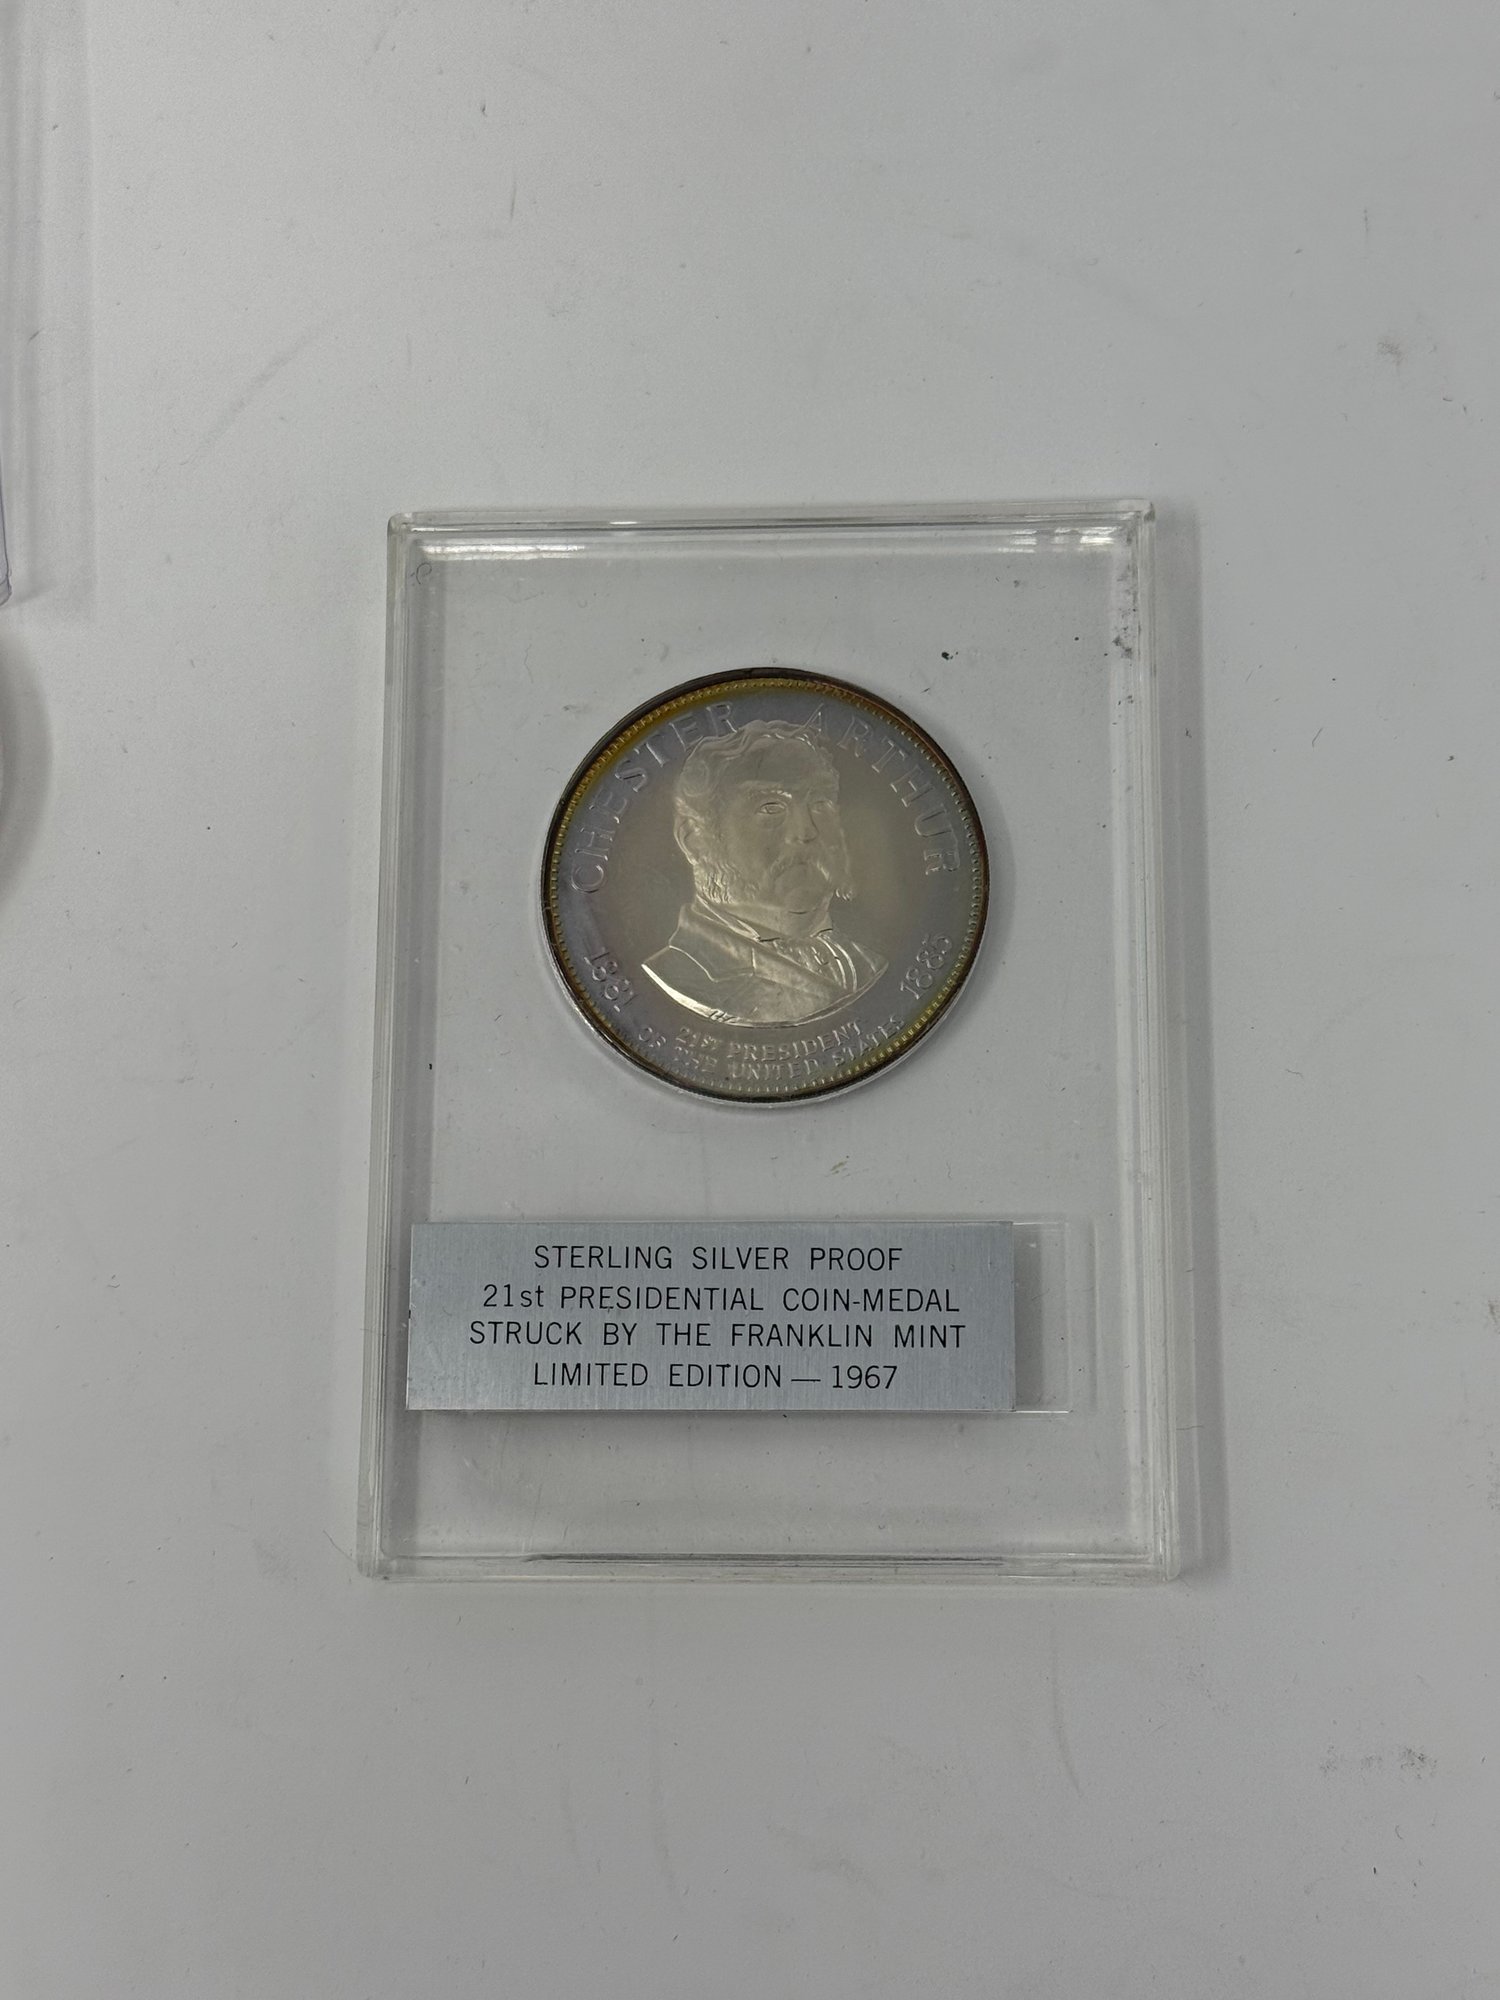 CHESTER ARTHUR
1881 1885
21ST PRESIDENT
OF THE UNITED STATES
STERLING SILVER PROOF
21st PRESIDENTIAL COIN-MEDAL
STRUCK BY THE FRANKLIN MINT
LIMITED EDITION — 1967